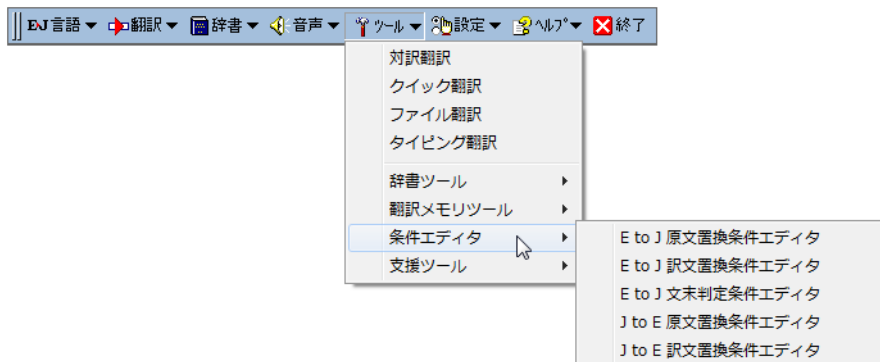 EJ言語 翻訳 辞書 音声 ツール 設定 ヘルプ 終了
対訳翻訳
クイック翻訳
ファイル翻訳
タイピング翻訳
辞書ツール
翻訳メモリツール
条件エディタ
支援ツール
E to J 原文置換条件エディタ
E to J 訳文置換条件エディタ
E to J 文末判定条件エディタ
J to E 原文置換条件エディタ
J to E 訳文置換条件エディタ